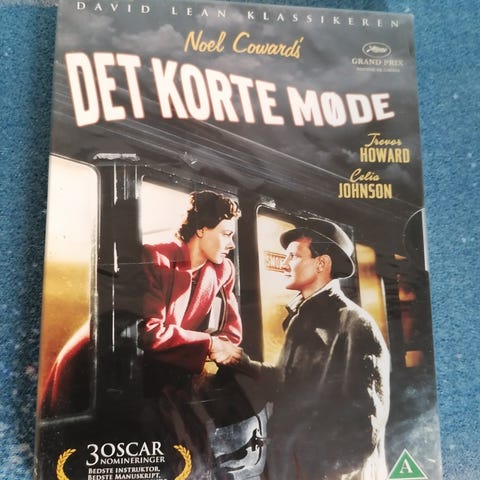 DAVID LEAN KLASSIKEREN
Noel Coward's
GRAND PRIX
DET KORTE MØDE
Trevor
HOWARD
Celia
JOHNSON
3 OSCAR
NOMINERINGER
BEDSTE INSTRUKTØR,
BEDSTE MANUSKRIPT,
A